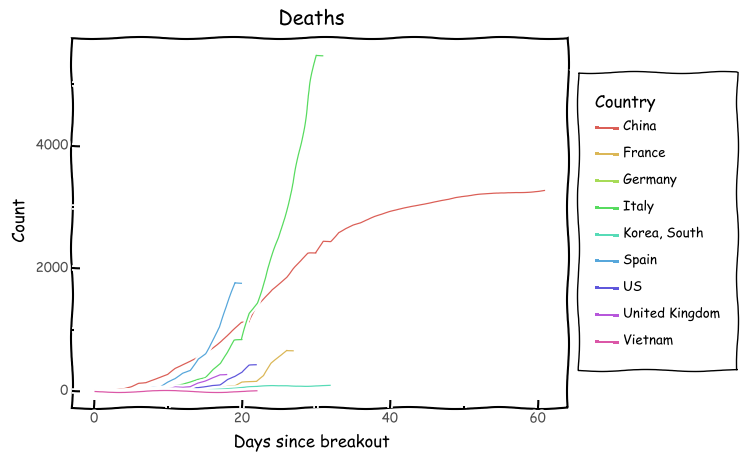 Deaths
Count
4000
2000
0
0
20
40
60
Days since breakout
Country
China
France
Germany
Italy
Korea, South
Spain
US
United Kingdom
Vietnam